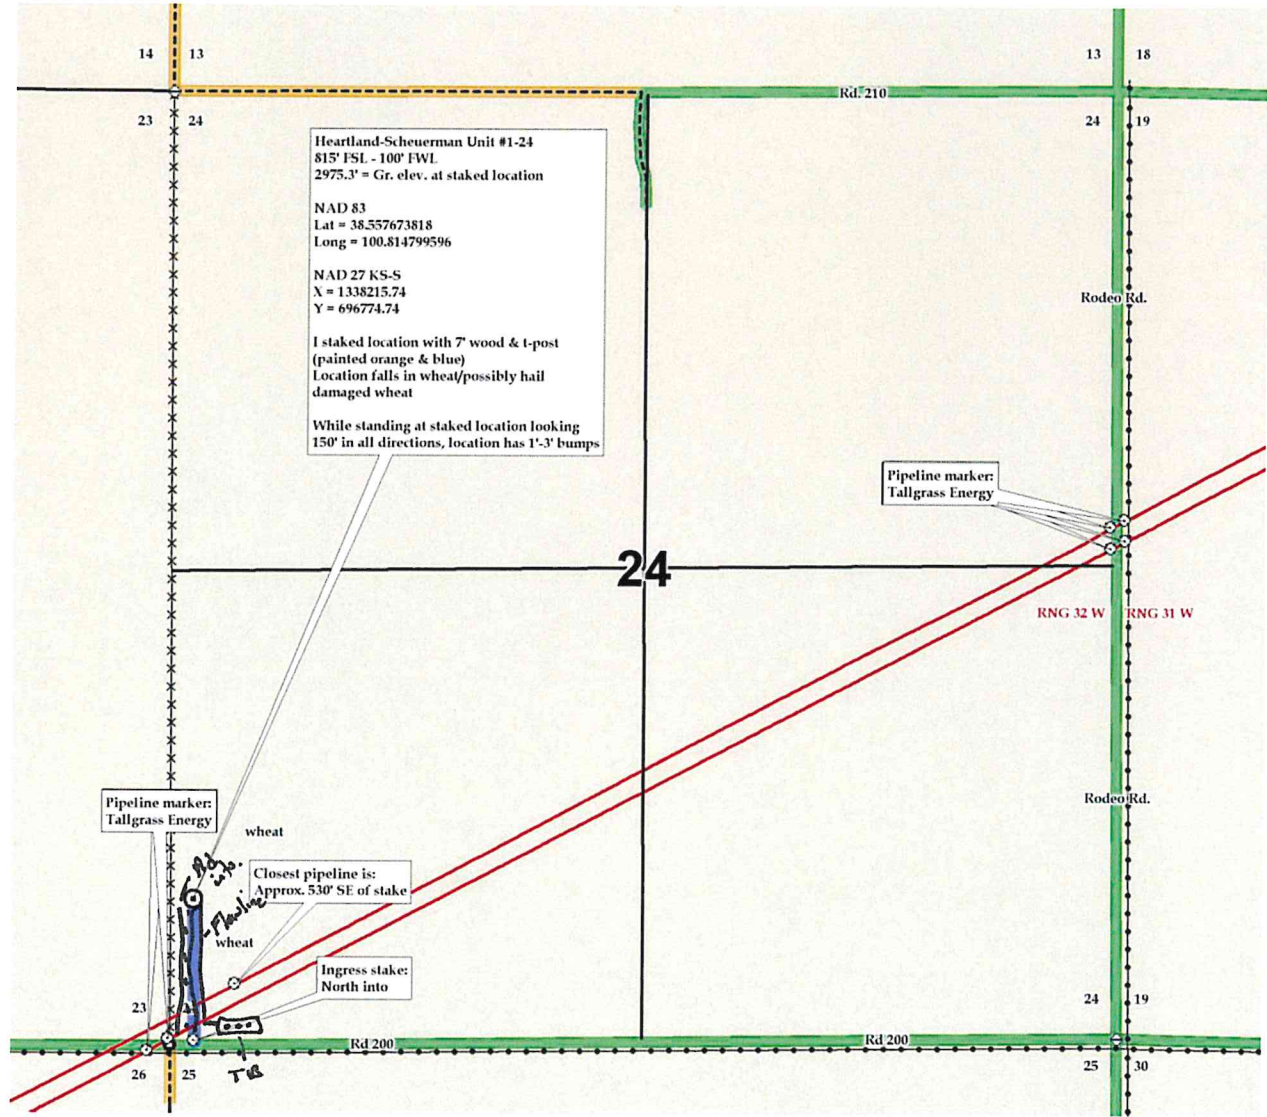 14
13
13
18
Rd. 210
23
24
24
19
Heartland-Scheuerman Unit #1-24
815' FSL - 100' FWL
2975.3' = Gr. elev. at staked location
NAD 83
Lat = 38.557673818
Long = 100.814799596
NAD 27 KS-S
X = 1338215.74
Y = 696774.74
I staked location with 7' wood & t-post
(painted orange & blue)
Location falls in wheat/possibly hail
damaged wheat
While standing at staked location looking
150' in all directions, location has 1'-3' bumps
Rodeo Rd.
Pipeline marker:
Tallgrass Energy
24
RNG 32 W
RNG 31 W
Pipeline marker:
Tallgrass Energy
Rodeo Rd.
wheat
Rd
into.
Closest pipeline is:
Approx. 530' SE of stake
Flowline
wheat
Ingress stake:
North into
23
24
19
Rd 200
Rd 200
26
25
TB
25
30